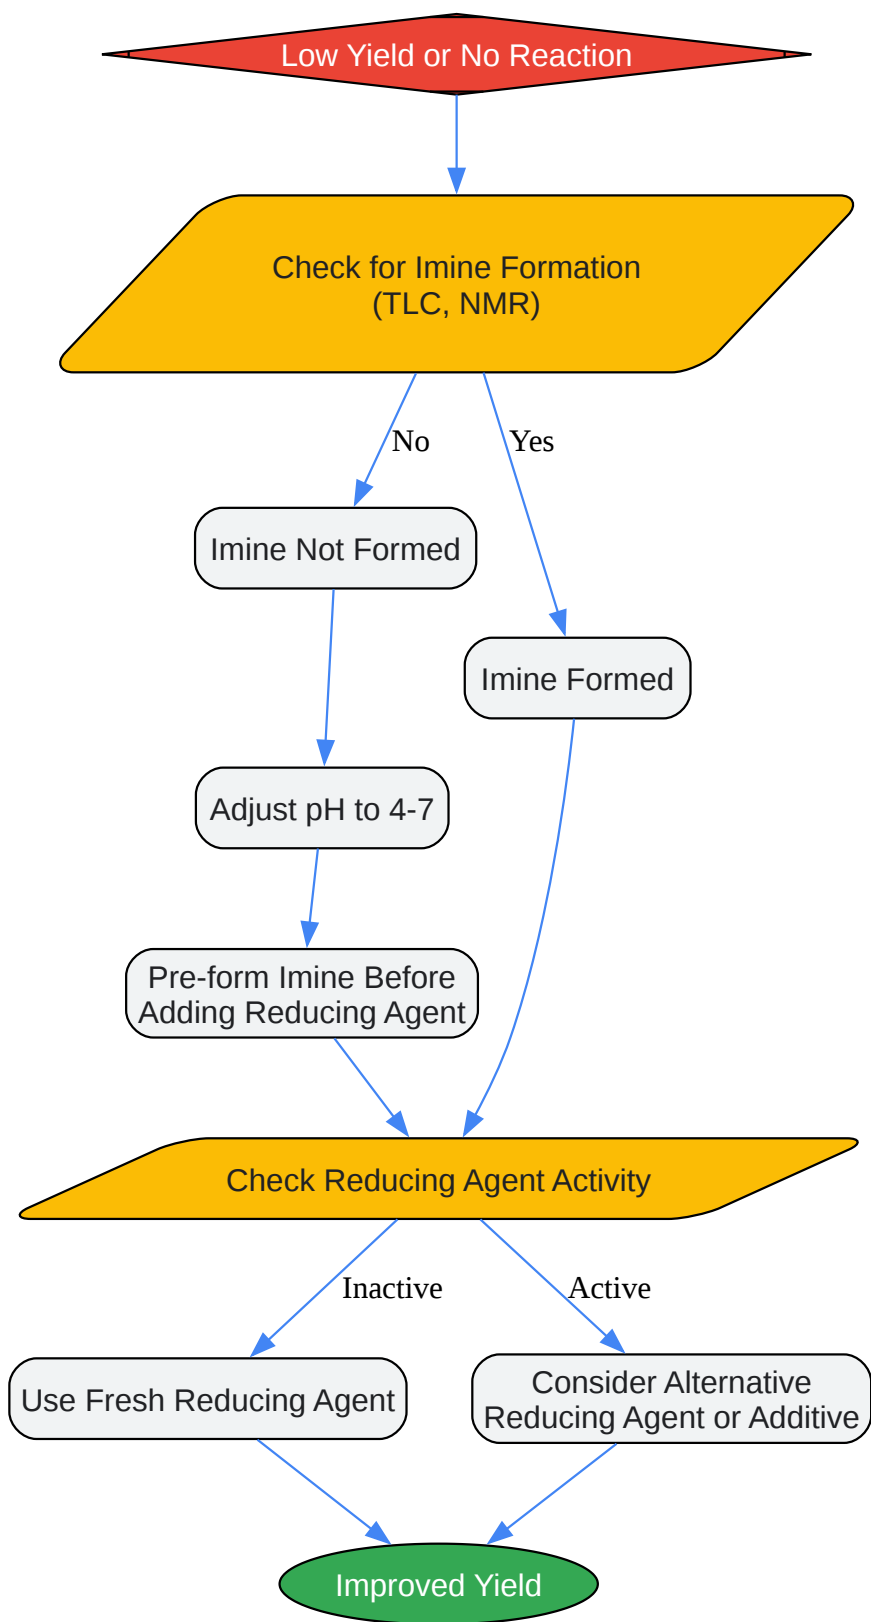 Low Yield or No Reaction
Check for Imine Formation
(TLC, NMR)
No
Yes
Imine Not Formed
Imine Formed
Adjust pH to 4-7
Pre-form Imine Before
Adding Reducing Agent
Check Reducing Agent Activity
Inactive
Active
Use Fresh Reducing Agent
Consider Alternative
Reducing Agent or Additive
Improved Yield